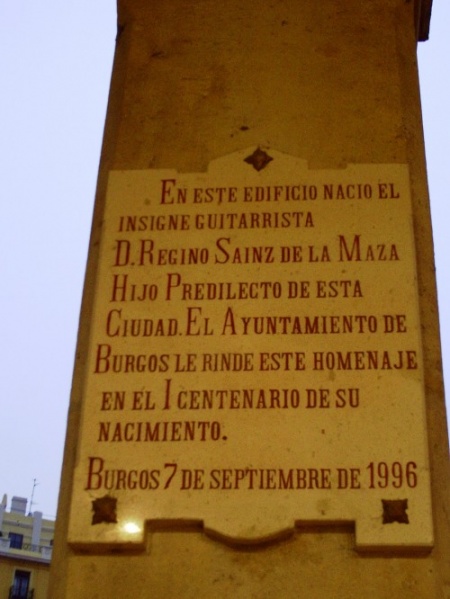 EN ESTE EDIFICIO NACIO EL
INSIGNE GUITARRISTA
D. REGINO SAINZ DE LA MAZA
HIJO PREDILECTO DE ESTA
CIUDAD. EL AYUNTAMIENTO DE
BURGOS LE RINDE ESTE HOMENAJE
EN EL I CENTENARIO DE SU
NACIMIENTO.
BURGOS 7 DE SEPTIEMBRE DE 1996